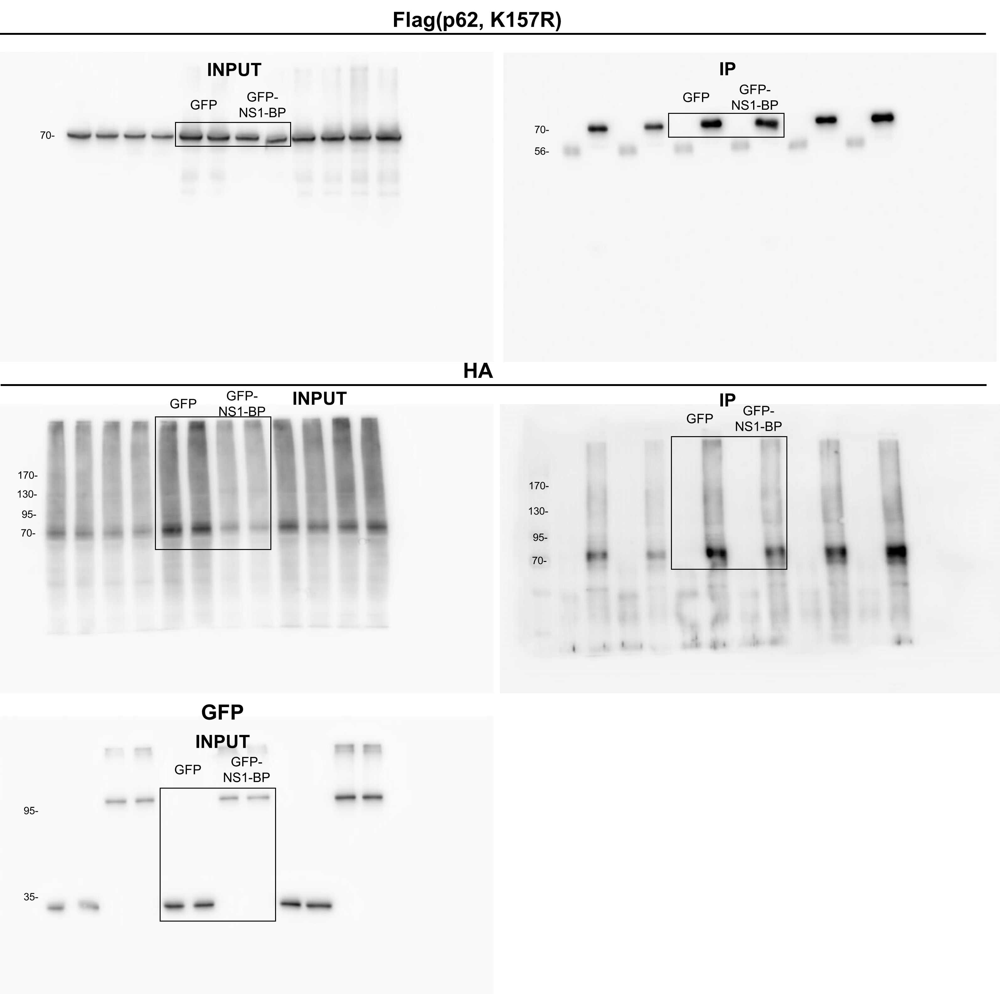 Flag(p62, K157R)
INPUT
GFP
GFP-
NS1-BP
70-
IP
GFP
GFP-
NS1-BP
70-
56-
HA
INPUT
GFP
GFP-
NS1-BP
170-
130-
95-
70-
IP
GFP
GFP-
NS1-BP
170-
130-
95-
70-
GFP
INPUT
GFP
GFP-
NS1-BP
95-
35-